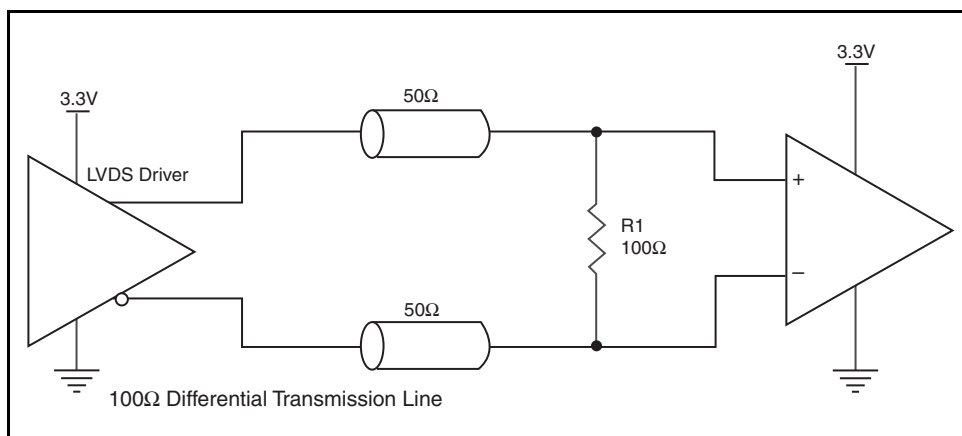 3.3V
50Ω
3.3V
LVDS Driver
+
R1
100Ω
−
50Ω
100Ω Differential Transmission Line